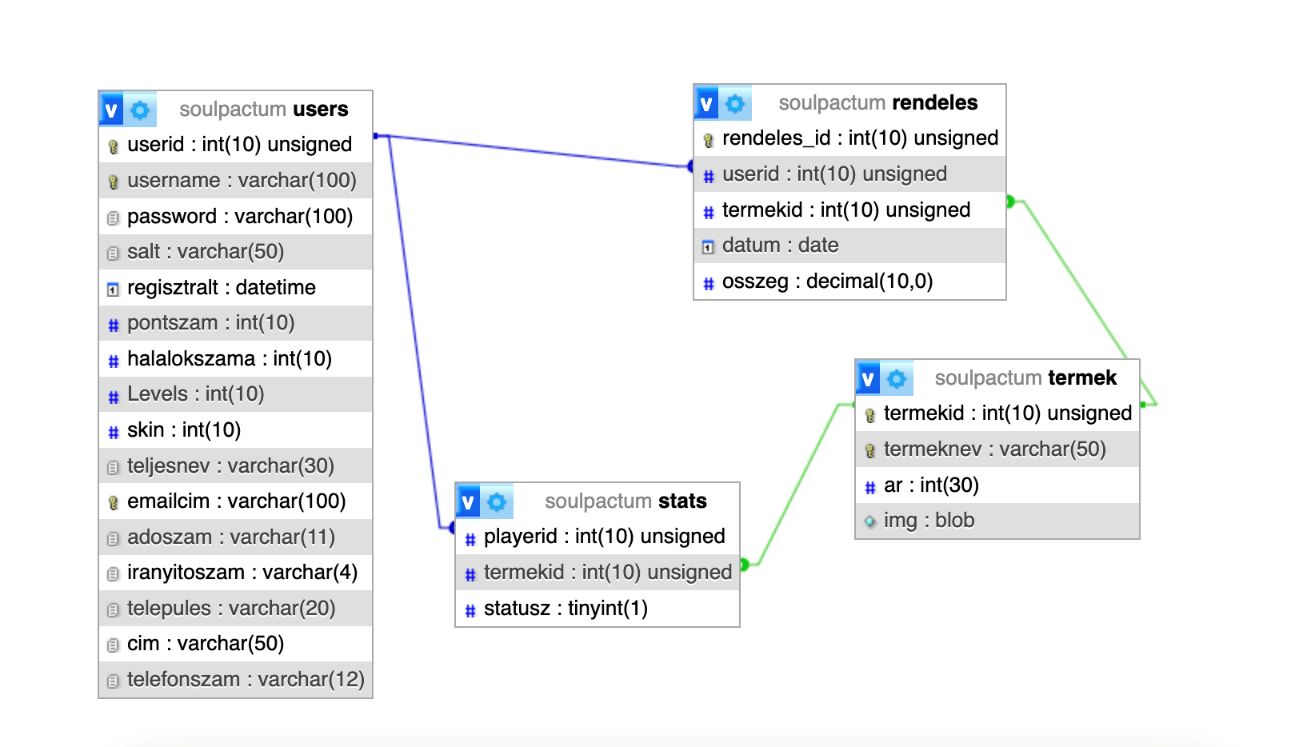 v soulpactum users
userid : int(10) unsigned
username : varchar(100)
password : varchar(100)
salt : varchar(50)
regisztralt : datetime
pontszam : int(10)
halalokszama : int(10)
Levels : int(10)
skin : int(10)
teljesnev : varchar(30)
emailcim : varchar(100)
adoszam : varchar(11)
iranyitoszam : varchar(4)
telepules : varchar(20)
cim : varchar(50)
telefonszam : varchar(12)
v soulpactum rendeles
rendeles_id : int(10) unsigned
# userid : int(10) unsigned
# termekid : int(10) unsigned
datum : date
# osszeg : decimal(10,0)
v soulpactum stats
# playerid : int(10) unsigned
# termekid : int(10) unsigned
# statusz : tinyint(1)
v soulpactum termek
termekid : int(10) unsigned
termeknev : varchar(50)
# ar : int(30)
img : blob